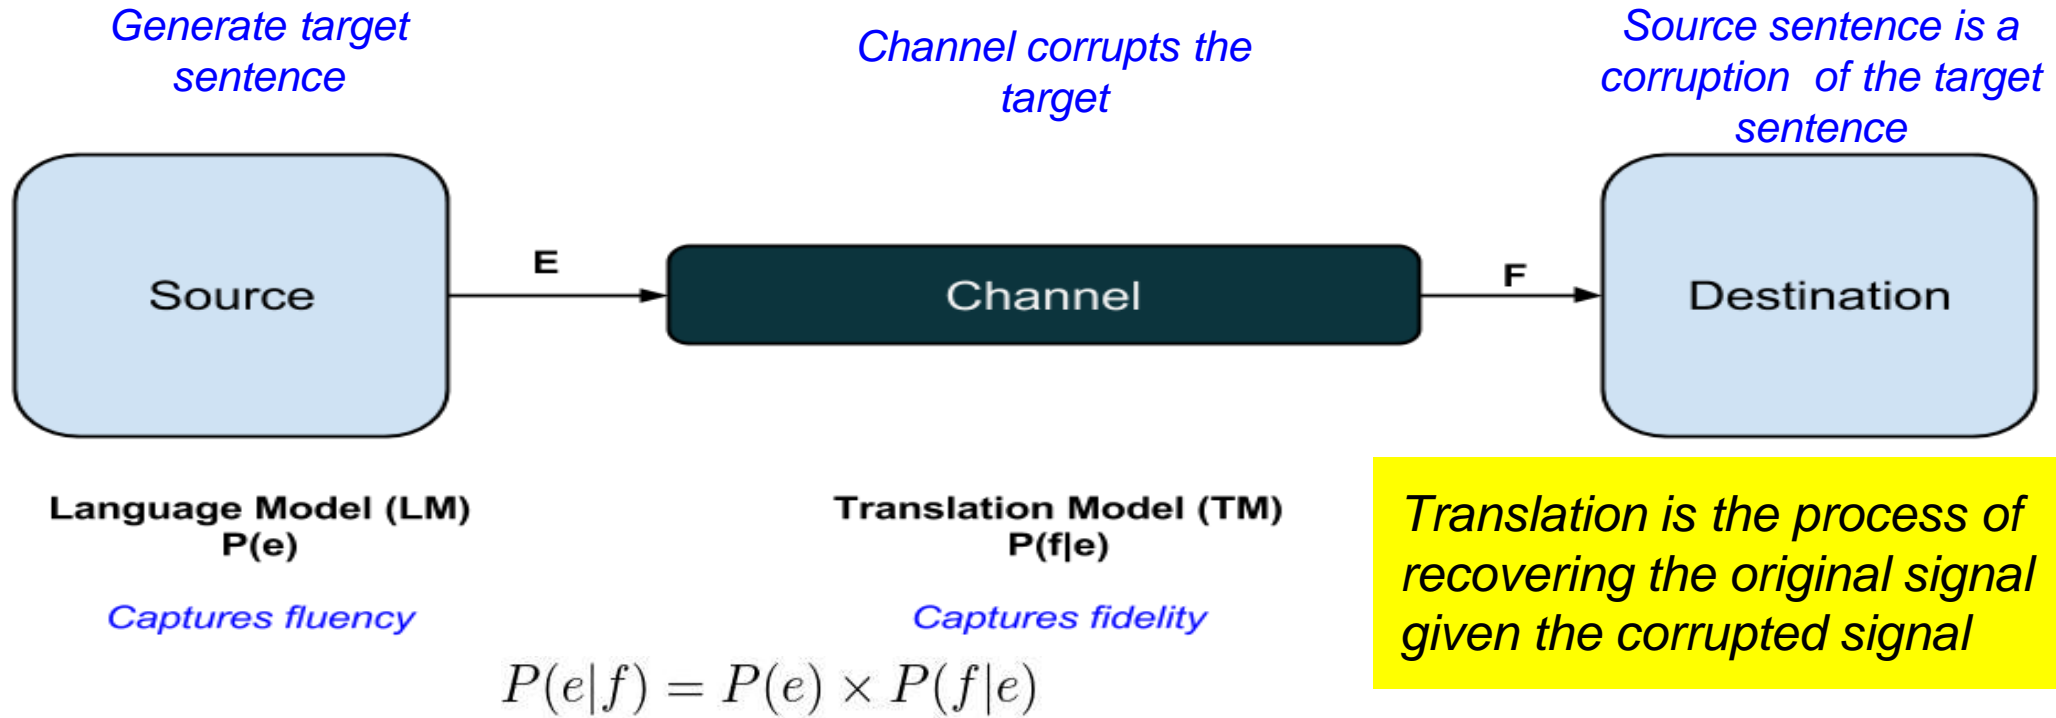 Generate target
sentence
Channel corrupts the
target
Source sentence is a
corruption of the target
sentence
Source
E
Channel
F
Destination
Language Model (LM)
P(e)
Captures fluency
Translation Model (TM)
P(f|e)
Captures fidelity
Translation is the process of
recovering the original signal
given the corrupted signal
P(e|f) = P(e) × P(f|e)